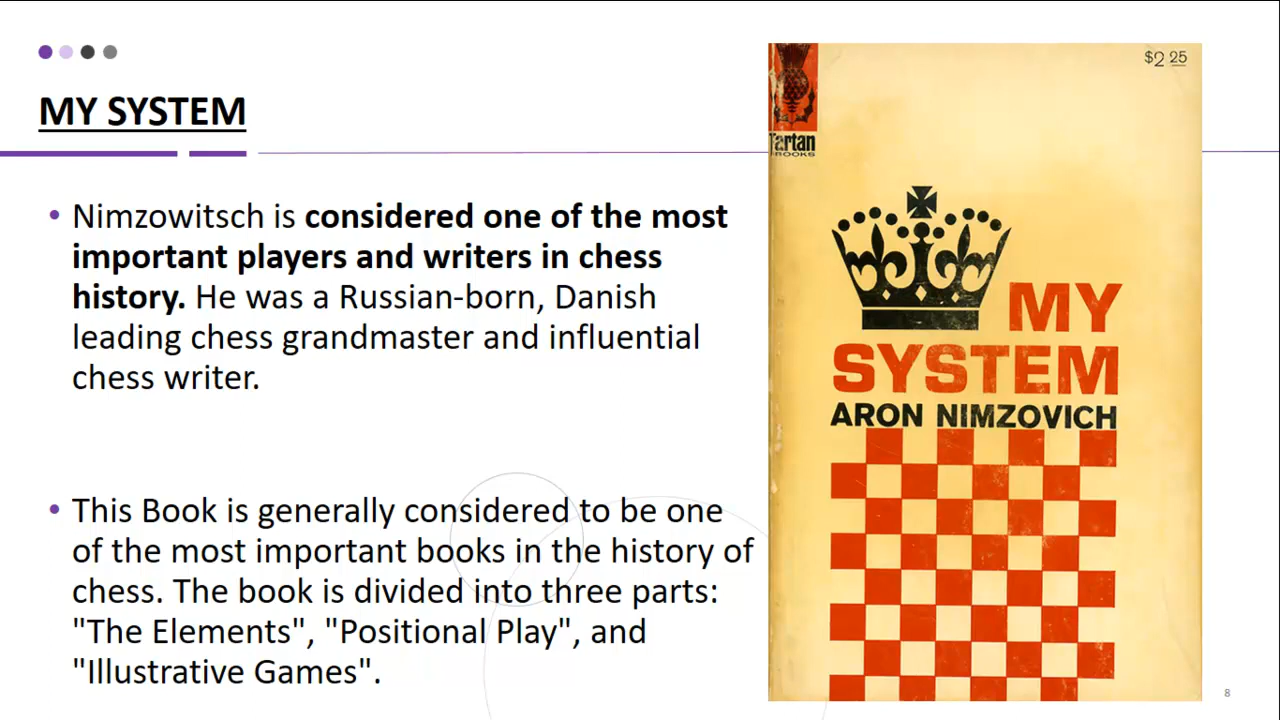 MY SYSTEM
• Nimzowitsch is considered one of the most
important players and writers in chess
history. He was a Russian-born, Danish
leading chess grandmaster and influential
chess writer.
• This Book is generally considered to be one
of the most important books in the history of
chess. The book is divided into three parts:
"The Elements", "Positional Play", and
"Illustrative Games".
$2 25
Tartan
BOOKS
MY
SYSTEM
ARON NIMZOVICH
8